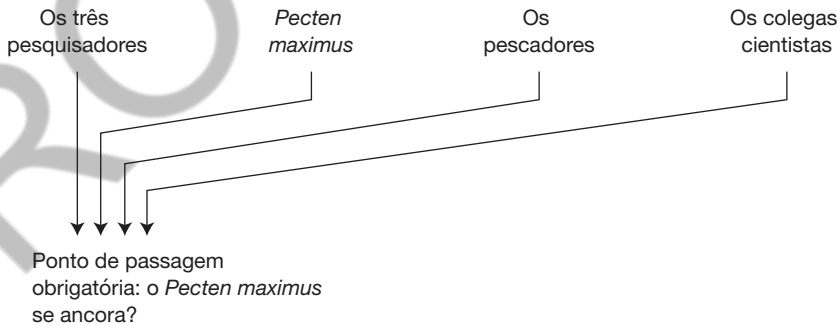 Os três
pesquisadores
Pecten
maximus
Os
pescadores
Os colegas
cientistas
Ponto de passagem
obrigatória: o Pecten maximus
se ancora?